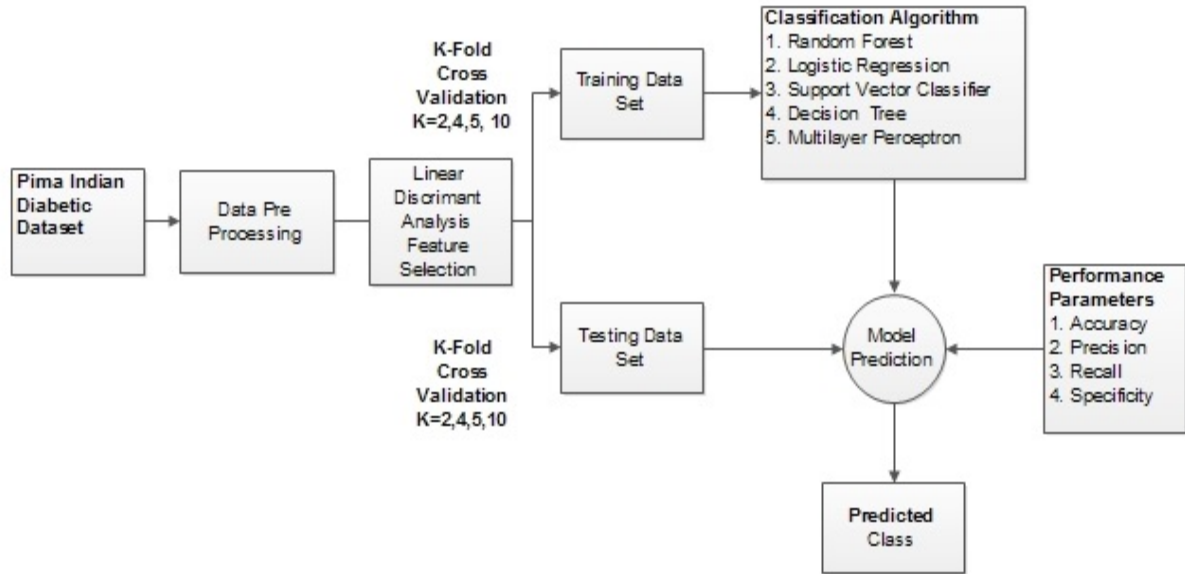 Pima Indian
Diabetic
Dataset
Data Pre
Processing
Linear
Discrimant
Analysis
Feature
Selection
K-Fold
Cross
Validation
K=2,4,5, 10
Training Data
Set
Classification Algorithm
1. Random Forest
2. Logistic Regression
3. Support Vector Classifier
4. Decision Tree
5. Multilayer Perceptron
K-Fold
Cross
Validation
K=2,4,5,10
Testing Data
Set
Model
Prediction
Performance
Parameters
1. Accuracy
2. Precision
3. Recall
4. Specificity
Predicted
Class